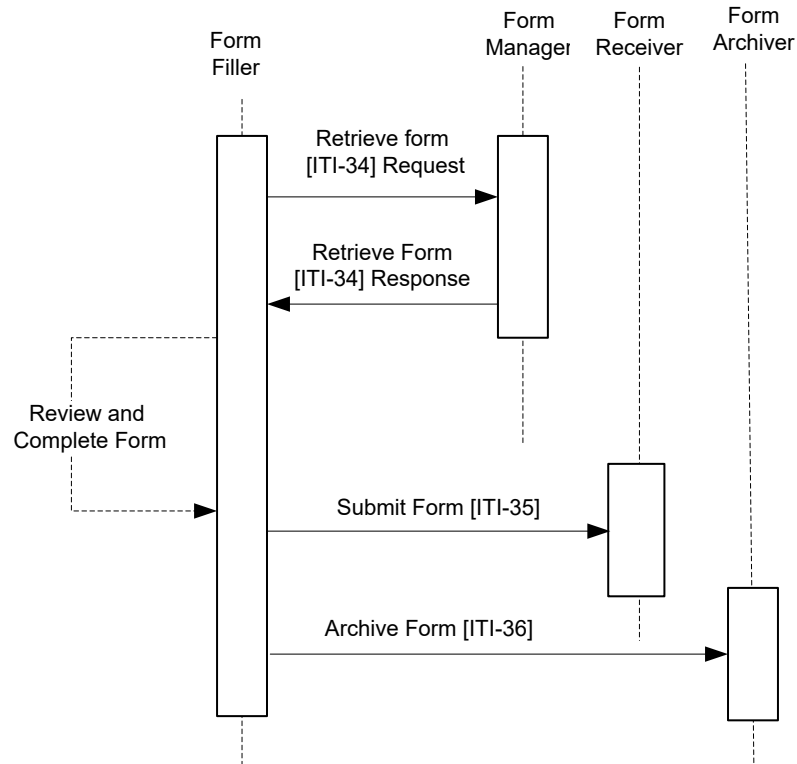 Form
Filler
Form
Manager
Form
Receiver
Form
Archiver
Retrieve form
[ITI-34] Request
Retrieve Form
[ITI-34] Response
Review and
Complete Form
Submit Form [ITI-35]
Archive Form [ITI-36]